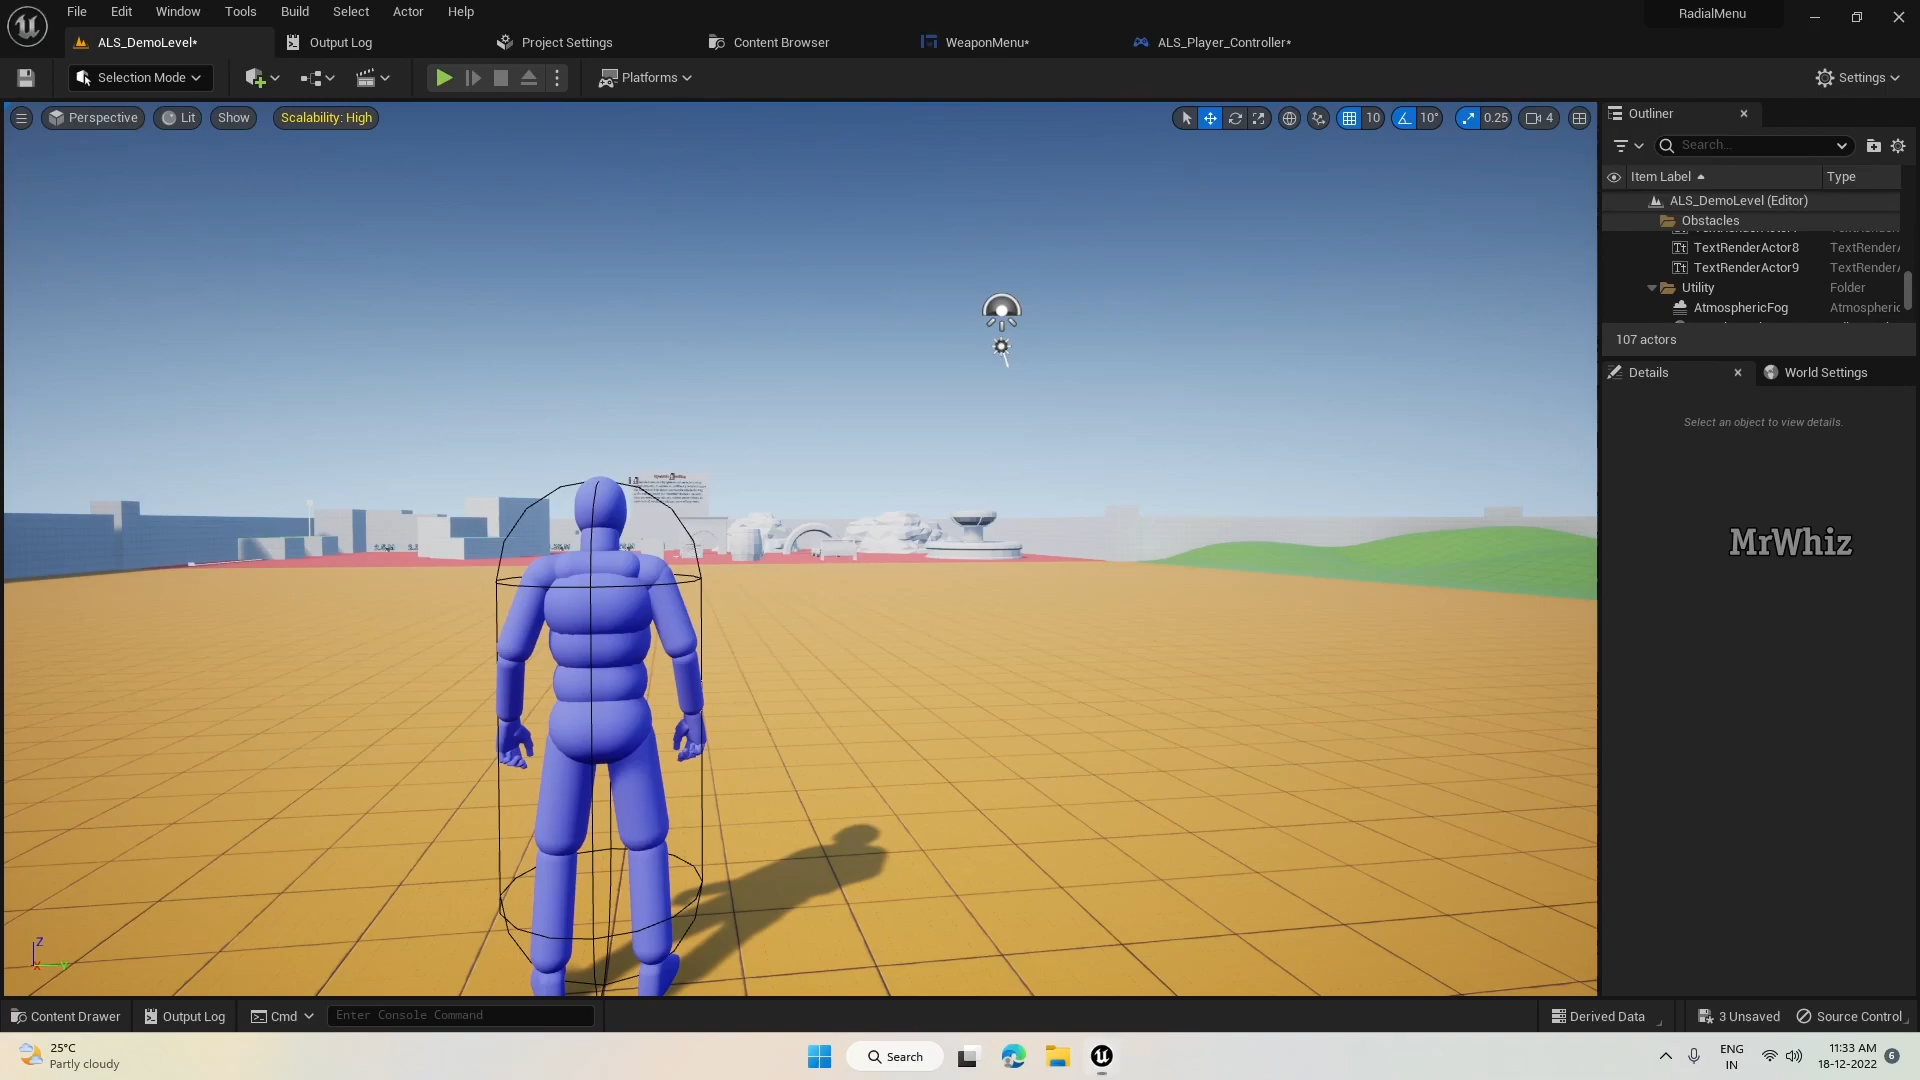 File Edit Window Tools Build Select Actor Help
RadialMenu
ALS_DemoLevel*
Output Log
Project Settings
Content Browser
WeaponMenu*
ALS_Player_Controller*
Selection Mode
Platforms
Settings
Perspective
Lit
Show
Scalability: High
10
10°
0.25
4
Outliner
Search...
Item Label
Type
ALS_DemoLevel (Editor)
Obstacles
TextRenderActor8
TextRenderA
TextRenderActor9
TextRenderA
Utility
Folder
AtmosphericFog
Atmospheric
107 actors
Details
World Settings
Select an object to view details.
MrWhiz
Z
Content Drawer
Output Log
Cmd
Enter Console Command
Derived Data
3 Unsaved
Source Control
25°C
Partly cloudy
Search
ENG
IN
11:33 AM
18-12-2022
6